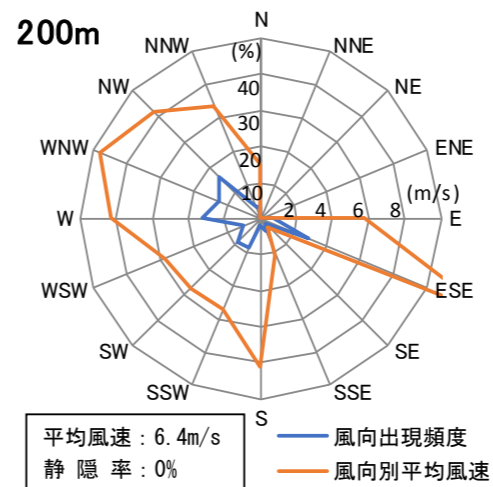 200m
N
NNE
NE
ENE
E
ESE
SE
SSE
S
SSW
SW
WSW
W
WNW
NW
NNW
(%)
40
30
20
10
0
2
4
6
8
(m/s)
平均風速：6.4m/s
静 隠 率：0%
風向出現頻度
風向別平均風速